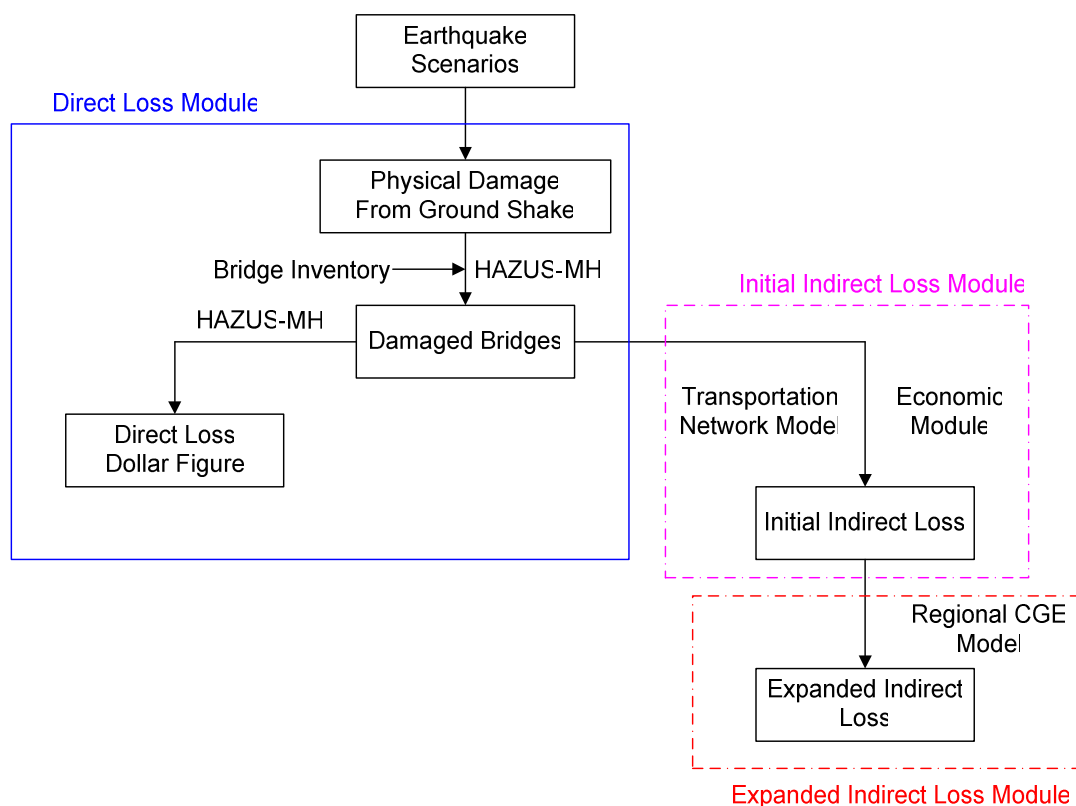 Earthquake
Scenarios
Direct Loss Module
Physical Damage
From Ground Shake
Bridge Inventory
HAZUS-MH
HAZUS-MH
Damaged Bridges
Direct Loss
Dollar Figure
Initial Indirect Loss Module
Transportation
Network Model
Economic
Module
Initial Indirect Loss
Regional CGE
Model
Expanded Indirect
Loss
Expanded Indirect Loss Module